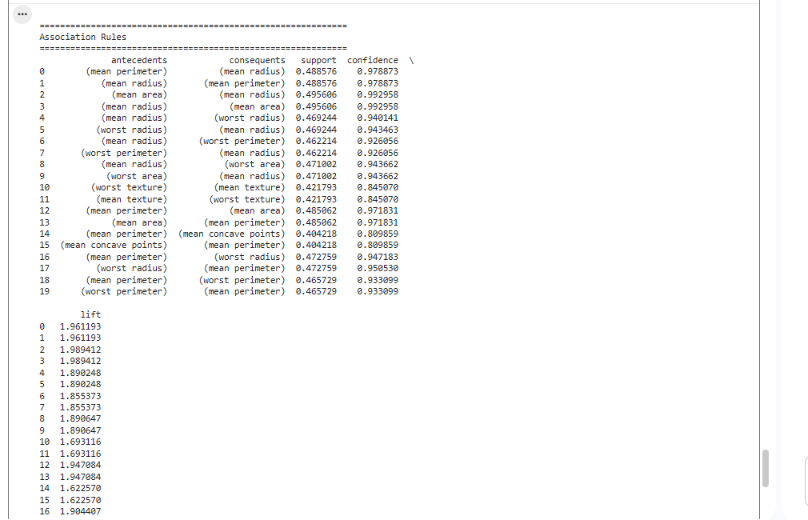 ============================================================
Association Rules
============================================================
antecedents consequents support confidence \
0 (mean perimeter) (mean radius) 0.488576 0.978873
1 (mean radius) (mean perimeter) 0.488576 0.978873
2 (mean area) (mean radius) 0.495606 0.992958
3 (mean radius) (mean area) 0.495606 0.992958
4 (mean radius) (worst radius) 0.469244 0.940141
5 (worst radius) (mean radius) 0.469244 0.943463
6 (mean radius) (worst perimeter) 0.462214 0.926056
7 (worst perimeter) (mean radius) 0.462214 0.926056
8 (mean radius) (worst area) 0.471002 0.943662
9 (worst area) (mean radius) 0.471002 0.943662
10 (worst texture) (mean texture) 0.421793 0.845070
11 (mean texture) (worst texture) 0.421793 0.845070
12 (mean perimeter) (mean area) 0.485062 0.971831
13 (mean area) (mean perimeter) 0.485062 0.971831
14 (mean perimeter) (mean concave points) 0.404218 0.809859
15 (mean concave points) (mean perimeter) 0.404218 0.809859
16 (mean perimeter) (worst radius) 0.472759 0.947183
17 (worst radius) (mean perimeter) 0.472759 0.950530
18 (mean perimeter) (worst perimeter) 0.465729 0.933099
19 (worst perimeter) (mean perimeter) 0.465729 0.933099
lift
0 1.961193
1 1.961193
2 1.989412
3 1.989412
4 1.890248
5 1.890248
6 1.855373
7 1.855373
8 1.890647
9 1.890647
10 1.693116
11 1.693116
12 1.947084
13 1.947084
14 1.622570
15 1.622570
16 1.904407